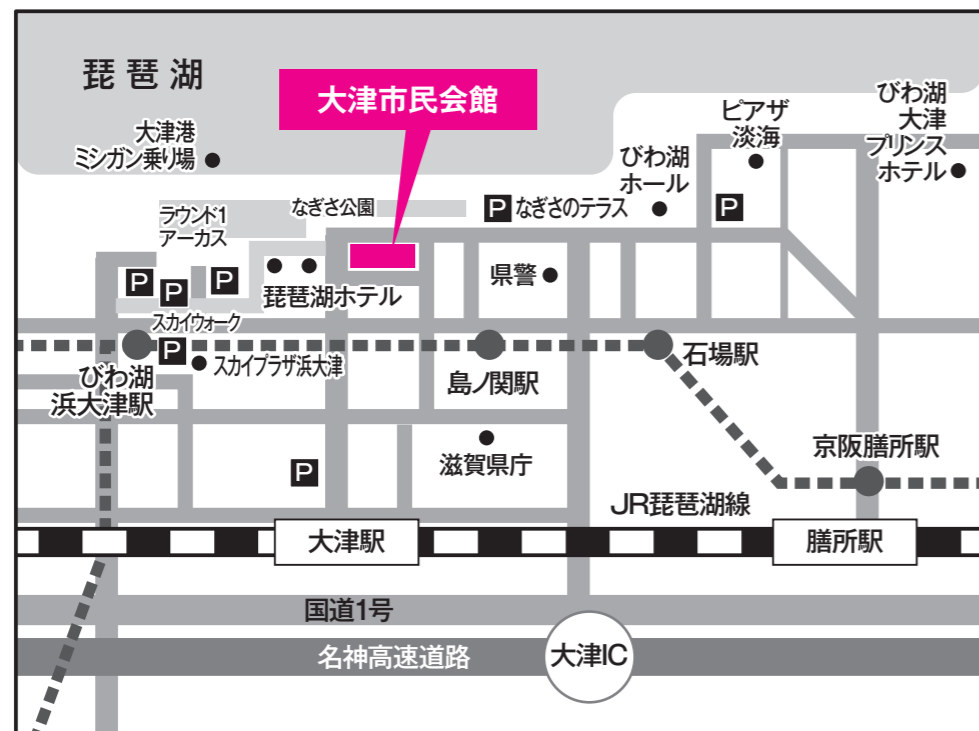 琵琶湖
大津市民会館
大津港
ミシガン乗り場
ピアザ
淡海
びわ湖
大津
プリンス
ホテル
びわ湖
ホール
ラウンド1
アーカス
なぎさ公園
P なぎさのテラス
P
P
P
P
琵琶湖ホテル
県警
スカイウォーク
P
スカイプラザ浜大津
びわ湖
浜大津駅
島ノ関駅
石場駅
滋賀県庁
P
京阪膳所駅
JR琵琶湖線
大津駅
膳所駅
国道1号
名神高速道路
大津IC